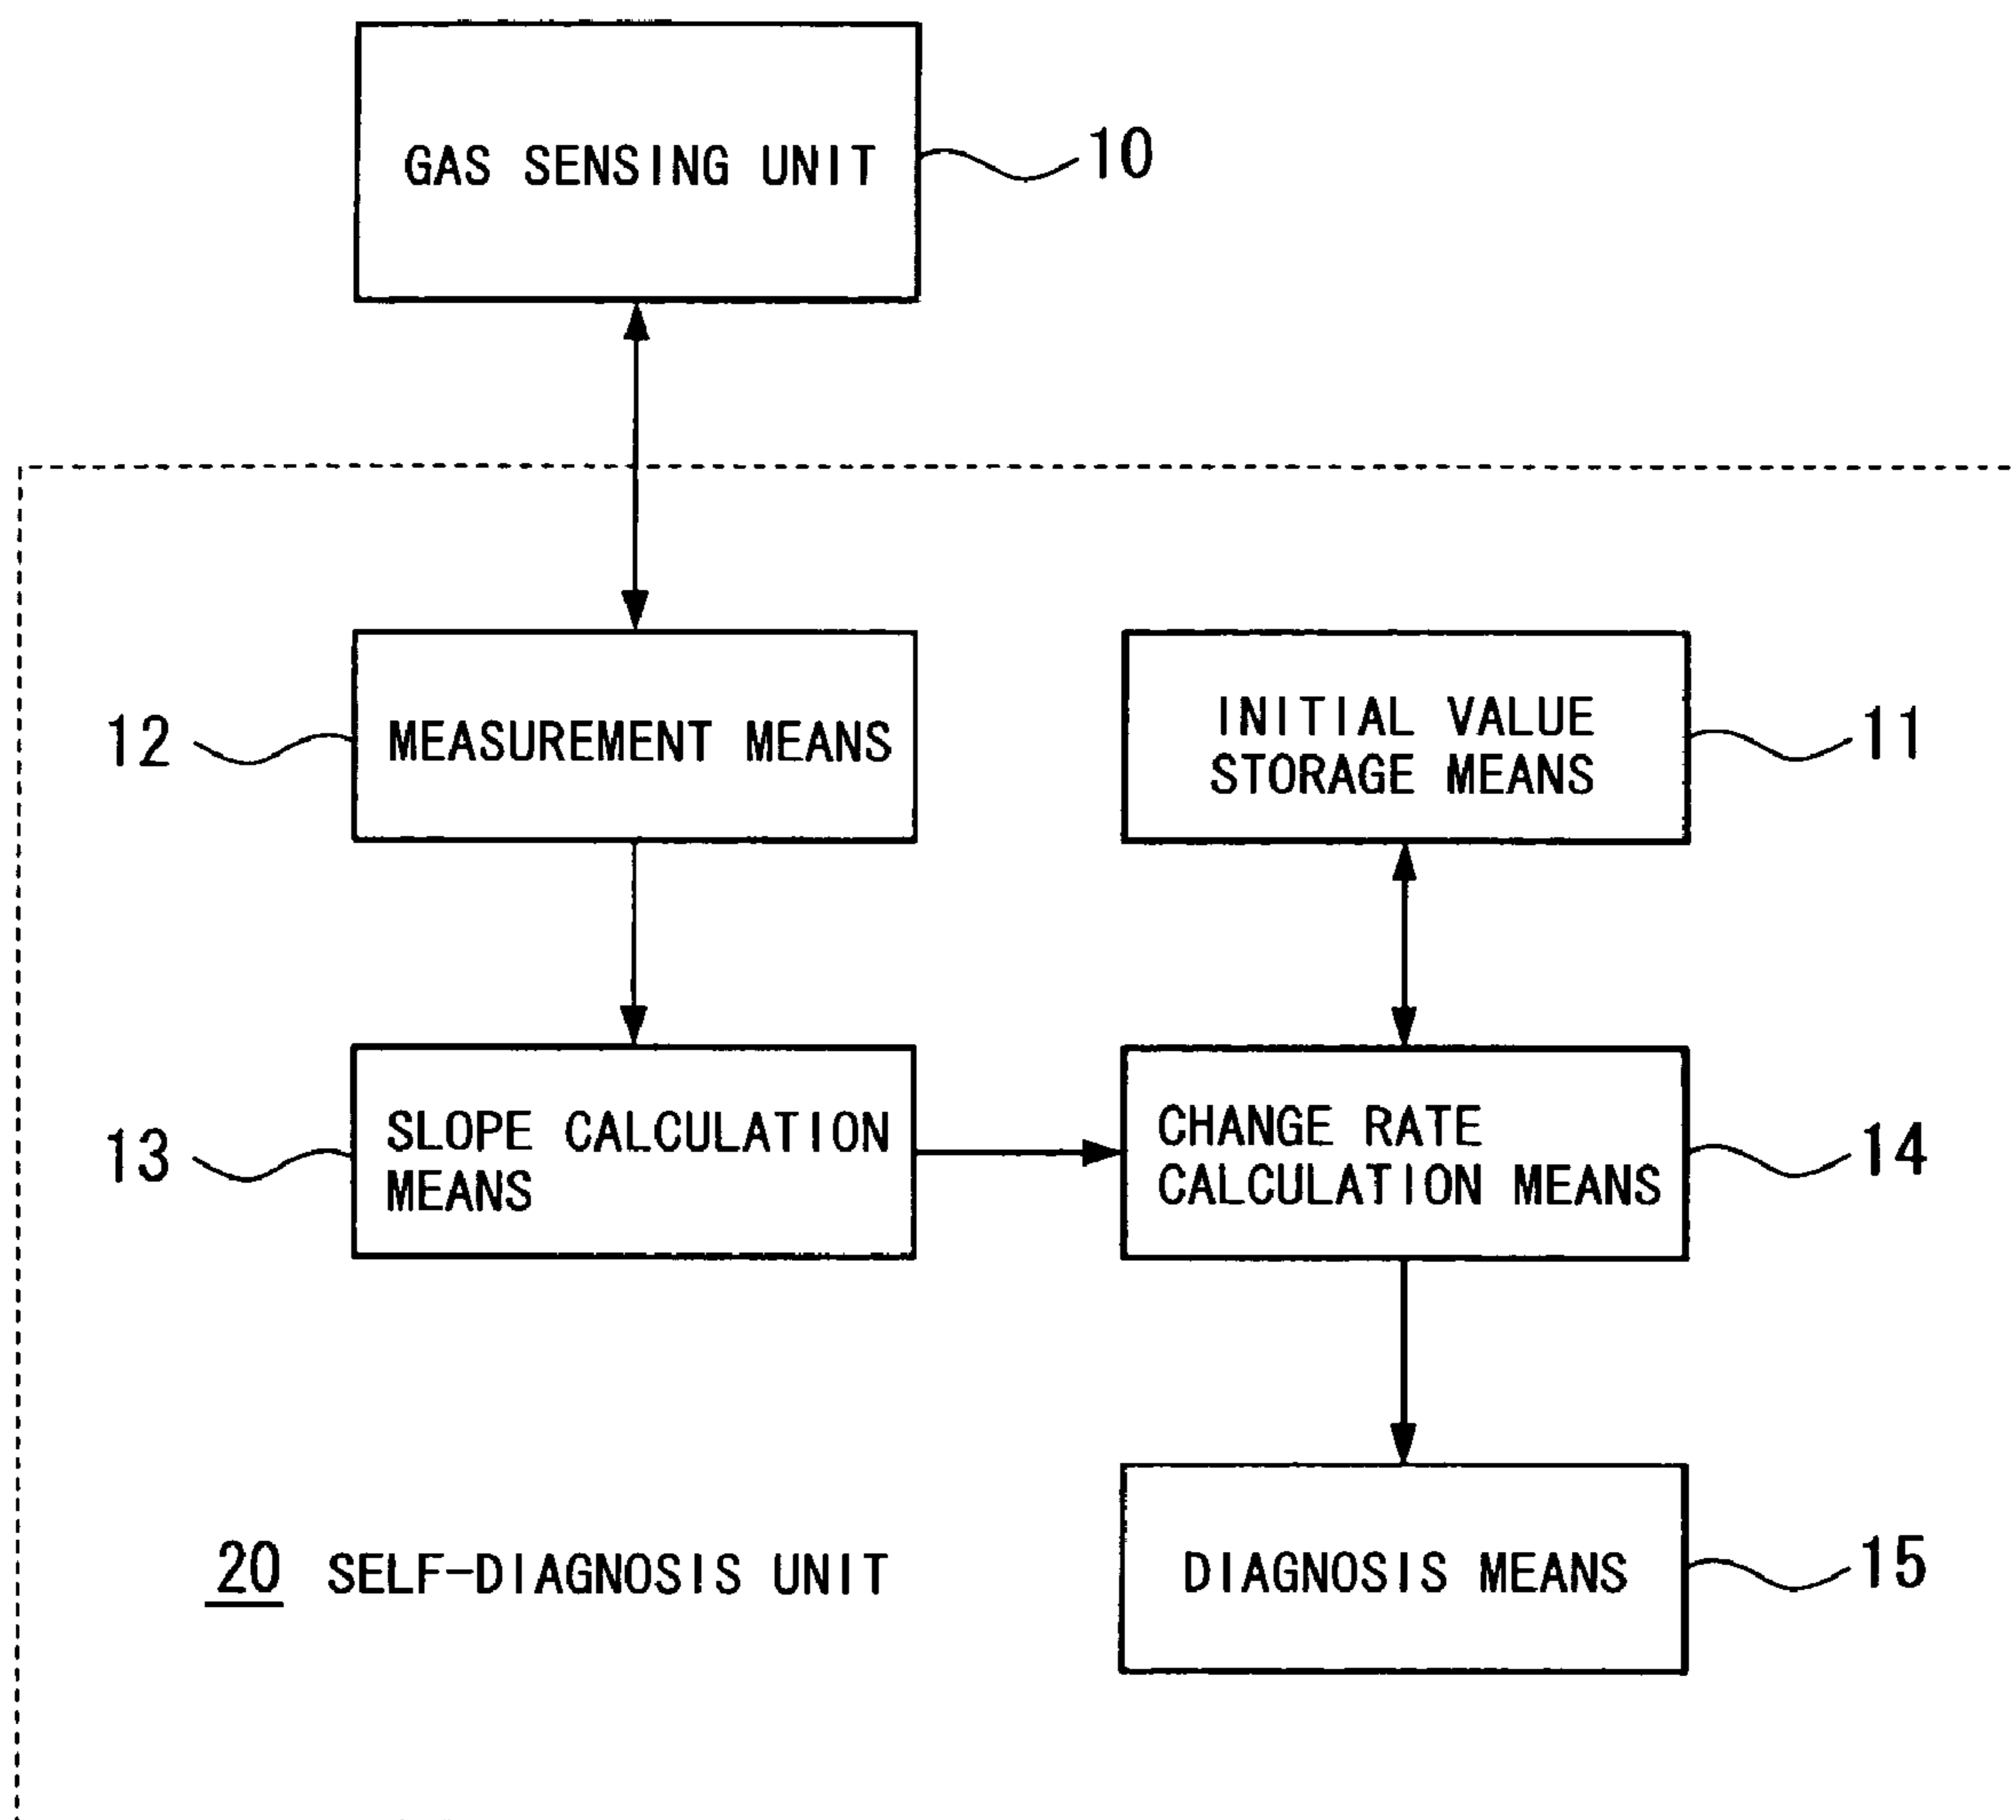 GAS SENSING UNIT
10
12
MEASUREMENT MEANS
INITIAL VALUE
STORAGE MEANS
11
13
SLOPE CALCULATION
MEANS
CHANGE RATE
CALCULATION MEANS
14
20 SELF-DIAGNOSIS UNIT
DIAGNOSIS MEANS
15